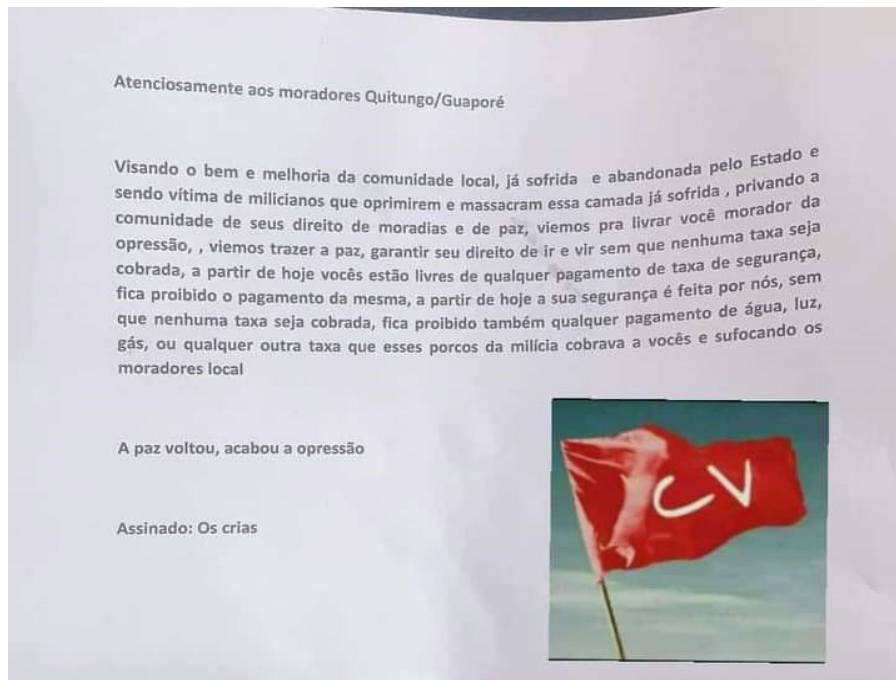 Atenciosamente aos moradores Quitungo/Guaporé
Visando o bem e melhoria da comunidade local, já sofrida e abandonada pelo Estado e
sendo vítima de milicianos que oprimirem e massacram essa camada já sofrida , privando a
comunidade de seus direito de moradias e de paz, viemos pra livrar você morador da
opressão, , viemos trazer a paz, garantir seu direito de ir e vir sem que nenhuma taxa seja
cobrada, a partir de hoje vocês estão livres de qualquer pagamento de taxa de segurança,
fica proibido o pagamento da mesma, a partir de hoje a sua segurança é feita por nós, sem
que nenhuma taxa seja cobrada, fica proibido também qualquer pagamento de água, luz,
gás, ou qualquer outra taxa que esses porcos da milícia cobrava a vocês e sufocando os
moradores local
A paz voltou, acabou a opressão
Assinado: Os crias
CV